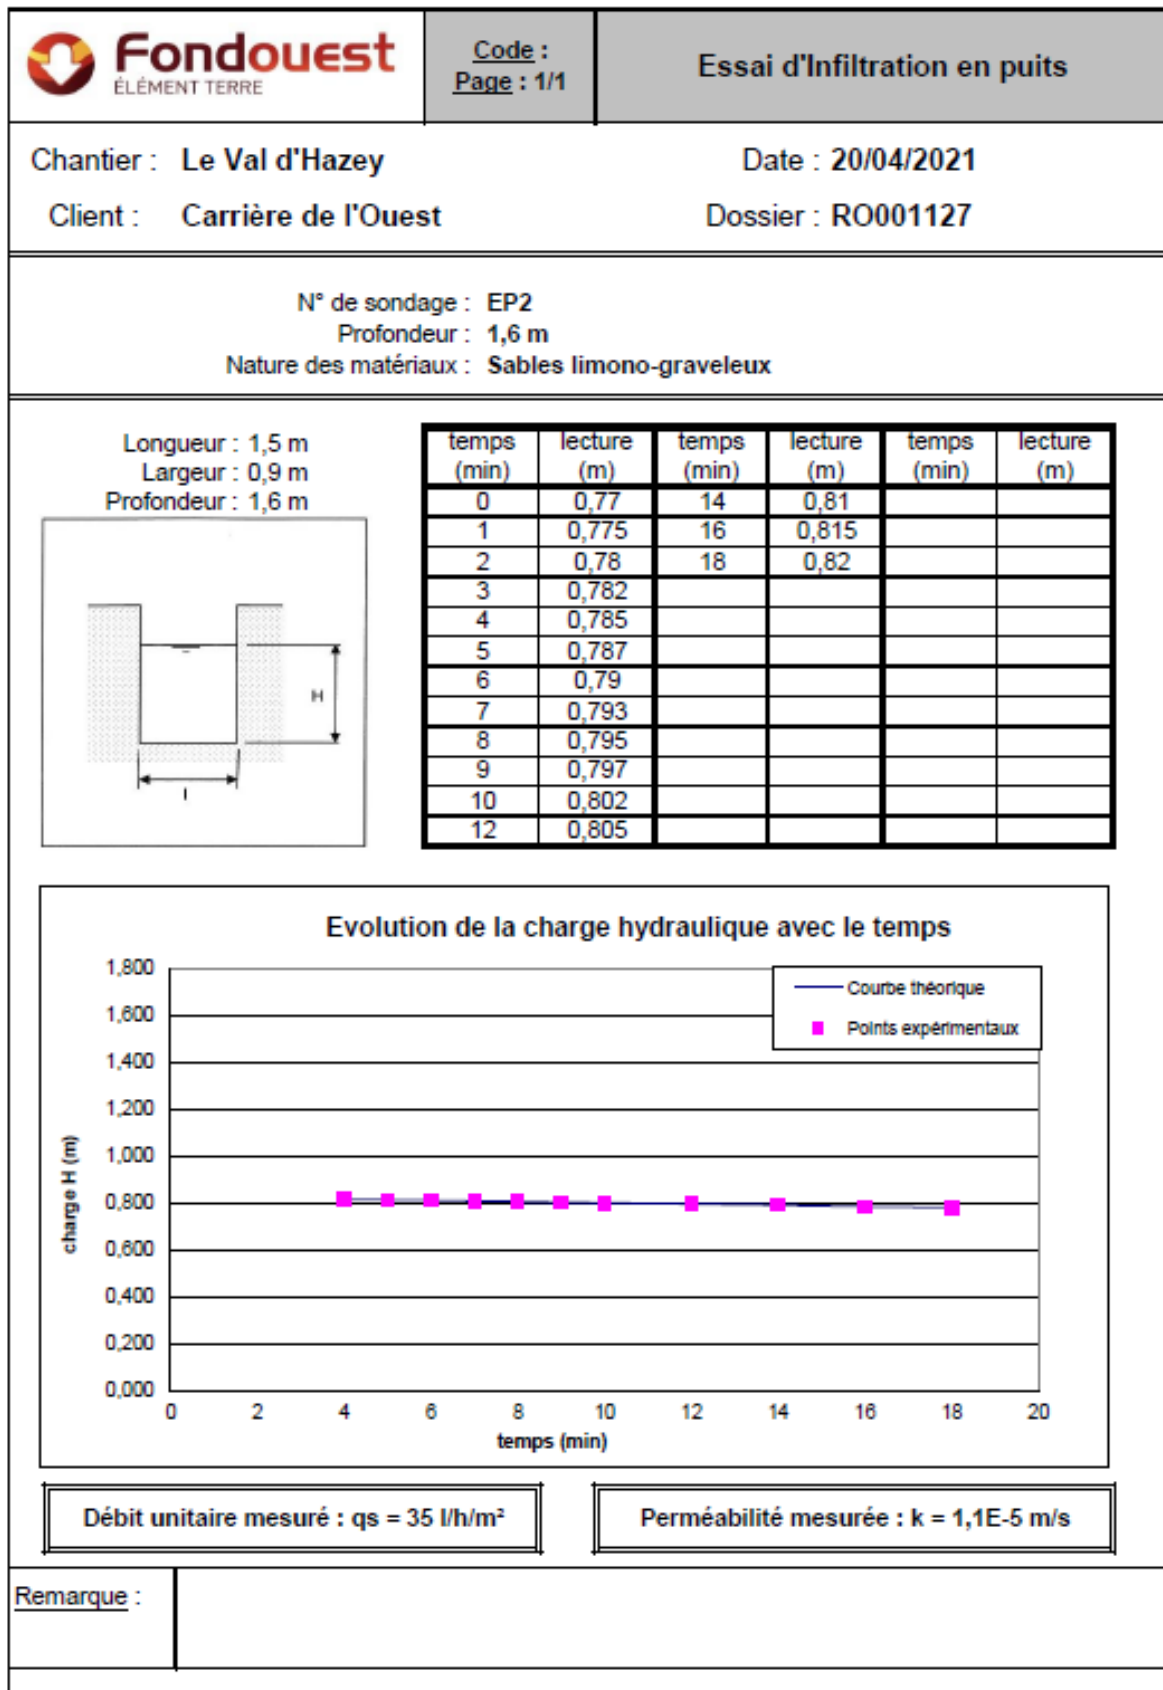 Fondouest
ÉLÉMENT TERRE
Code :
Page : 1/1
Essai d'Infiltration en puits
Chantier : Le Val d'Hazey
Date : 20/04/2021
Client : Carrière de l'Ouest
Dossier : RO001127
N° de sondage : EP2
Profondeur : 1,6 m
Nature des matériaux : Sables limono-graveleux
Longueur : 1,5 m
Largeur : 0,9 m
Profondeur : 1,6 m
H
l
temps lecture temps lecture temps lecture
(min) (m) (min) (m) (min) (m)
0 0,77 14 0,81
1 0,775 16 0,815
2 0,78 18 0,82
3 0,782
4 0,785
5 0,787
6 0,79
7 0,793
8 0,795
9 0,797
10 0,802
12 0,805
Evolution de la charge hydraulique avec le temps
Courbe théorique
Points expérimentaux
charge H (m)
1,800
1,600
1,400
1,200
1,000
0,800
0,600
0,400
0,200
0,000
0 2 4 6 8 10 12 14 16 18 20
temps (min)
Débit unitaire mesuré : qs = 35 l/h/m²
Perméabilité mesurée : k = 1,1E-5 m/s
Remarque :